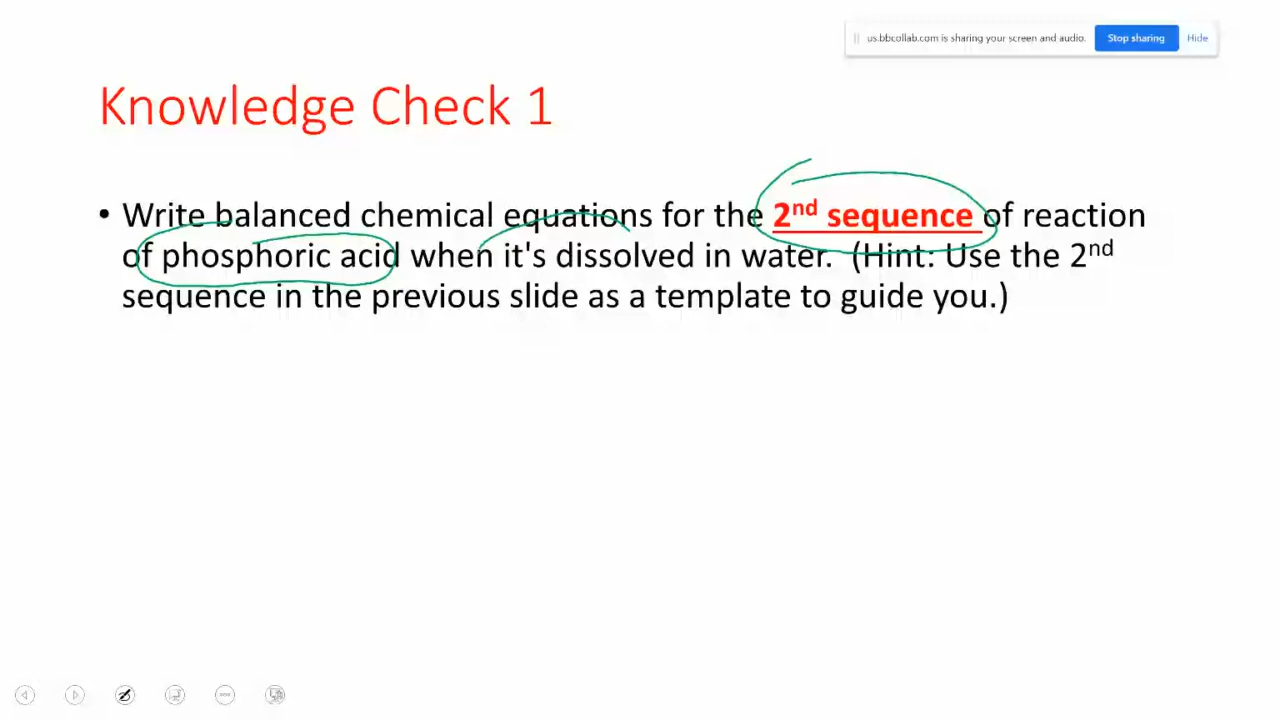 us.bbcollab.com is sharing your screen and audio. Stop sharing Hide
Knowledge Check 1
• Write balanced chemical equations for the 2nd sequence of reaction
of phosphoric acid when it's dissolved in water. (Hint: Use the 2nd
sequence in the previous slide as a template to guide you.)